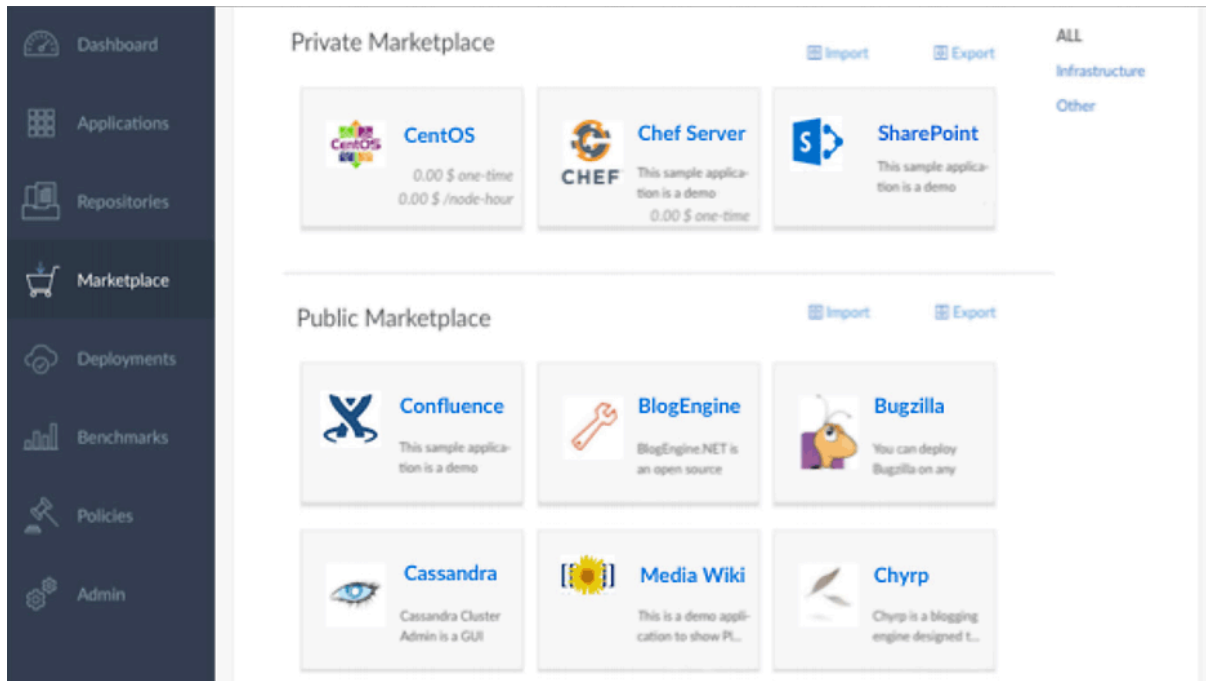 Dashboard
Applications
Repositories
Marketplace
Deployments
Benchmarks
Policies
Admin
Private Marketplace
Import
Export
CentOS
CentOS
0.00 $ one-time
0.00 $ /node-hour
CHEF
Chef Server
This sample applica-
tion is a demo
0.00 $ one-time
S
SharePoint
This sample applica-
tion is a demo
Public Marketplace
Import
Export
Confluence
This sample applica-
tion is a demo
BlogEngine
BlogEngine.NET is
an open source
Bugzilla
You can deploy
Bugzilla on any
Cassandra
Cassandra Cluster
Admin is a GUI
[[ ]]
Media Wiki
This is a demo appli-
cation to show Pl...
Chyrp
Chyrp is a blogging
engine designed t...
ALL
Infrastructure
Other